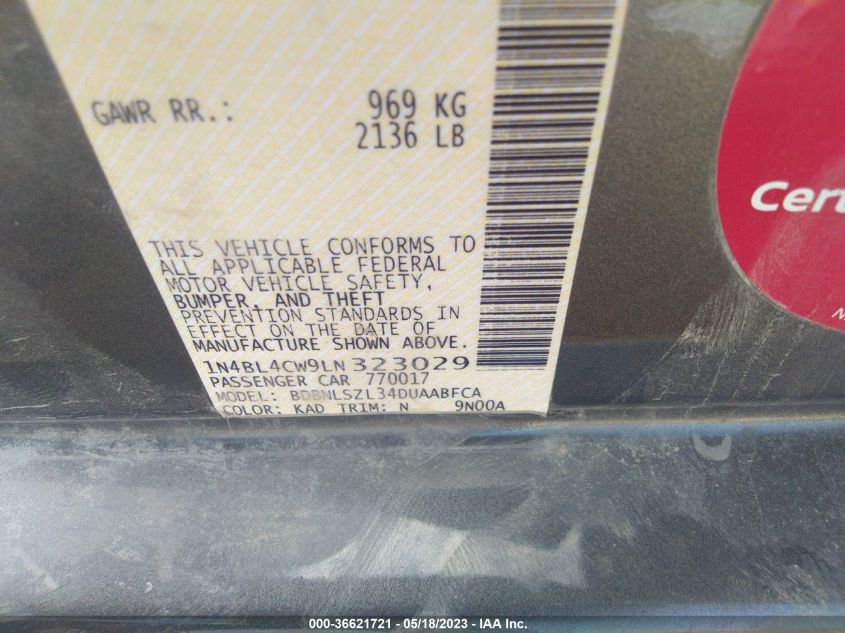 GAWR RR.: 969 KG
2136 LB
THIS VEHICLE CONFORMS TO
ALL APPLICABLE FEDERAL
MOTOR VEHICLE SAFETY,
BUMPER, AND THEFT
PREVENTION STANDARDS IN
EFFECT ON THE DATE OF
MANUFACTURE SHOWN ABOVE.
1N4BL4CW9LN323029
PASSENGER CAR 770017
MODEL: BDBNLSZL34DUAABFCA
COLOR: KAD TRIM: N 9N00A
Cert
000-36621721 - 05/18/2023 - IAA Inc.